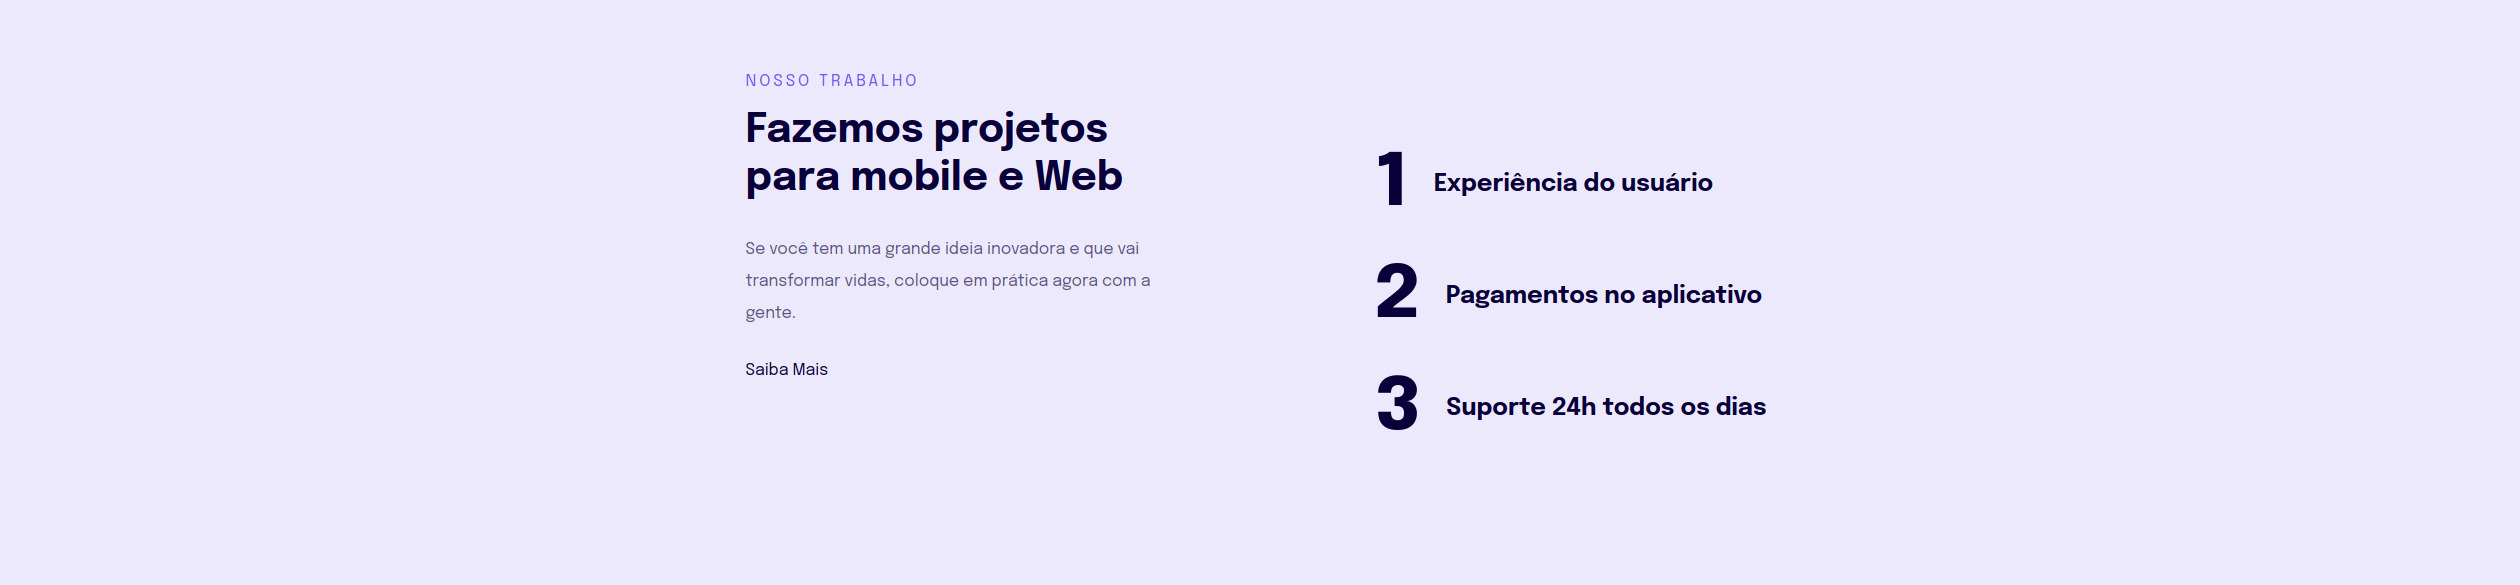 NOSSO TRABALHO
Fazemos projetos
para mobile e Web
Se você tem uma grande ideia inovadora e que vai
transformar vidas, coloque em prática agora com a
gente.
Saiba Mais
1 Experiência do usuário
2 Pagamentos no aplicativo
3 Suporte 24h todos os dias